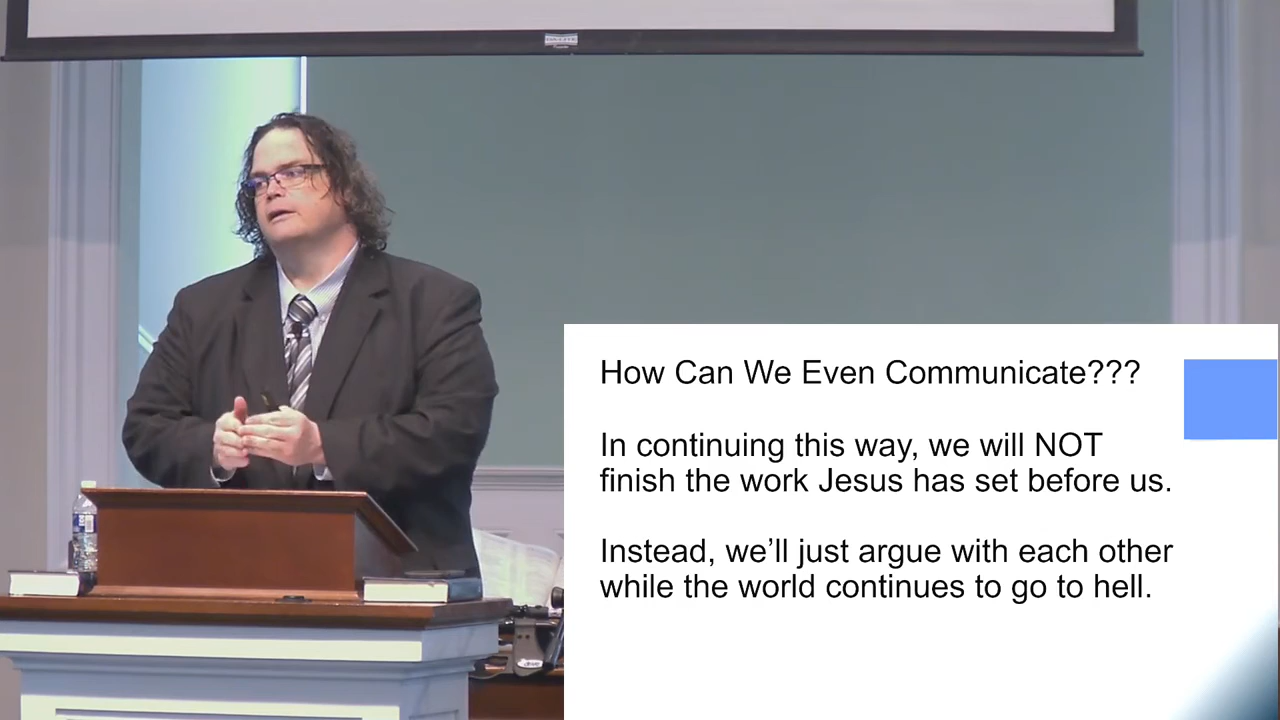 How Can We Even Communicate???
In continuing this way, we will NOT
finish the work Jesus has set before us.
Instead, we'll just argue with each other
while the world continues to go to hell.